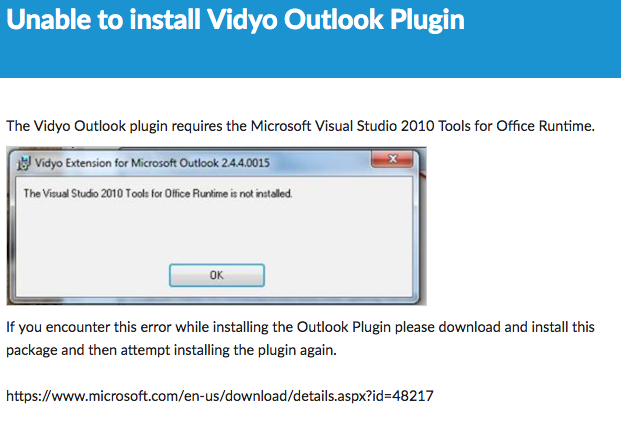 Unable to install Vidyo Outlook Plugin
The Vidyo Outlook plugin requires the Microsoft Visual Studio 2010 Tools for Office Runtime.
Vidyo Extension for Microsoft Outlook 2.4.4.0015
The Visual Studio 2010 Tools for Office Runtime is not installed.
OK
If you encounter this error while installing the Outlook Plugin please download and install this
package and then attempt installing the plugin again.
https://www.microsoft.com/en-us/download/details.aspx?id=48217